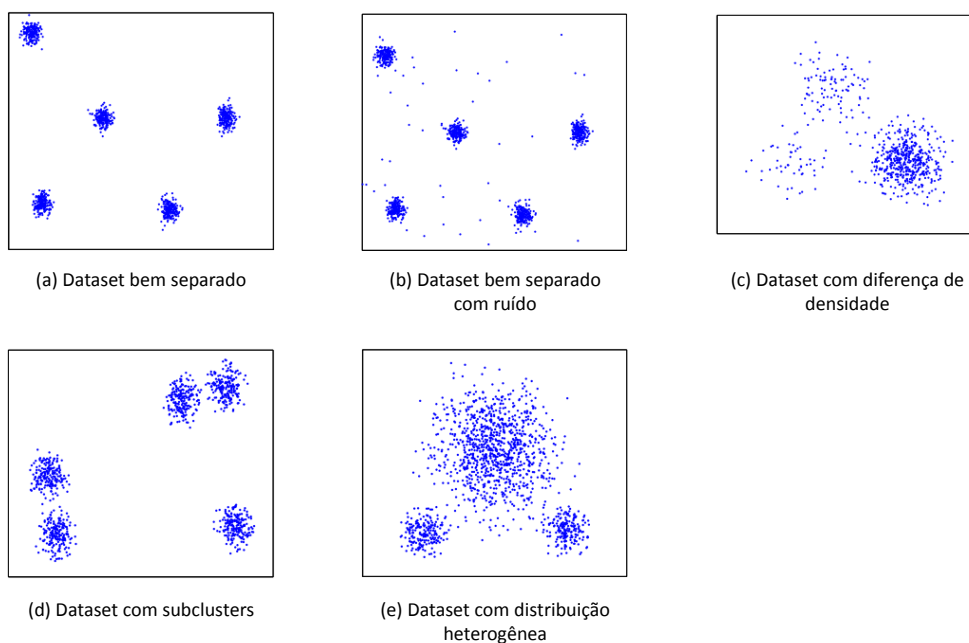 (a) Dataset bem separado
(b) Dataset bem separado
com ruído
(c) Dataset com diferença de
densidade
(d) Dataset com subclusters
(e) Dataset com distribuição
heterogênea